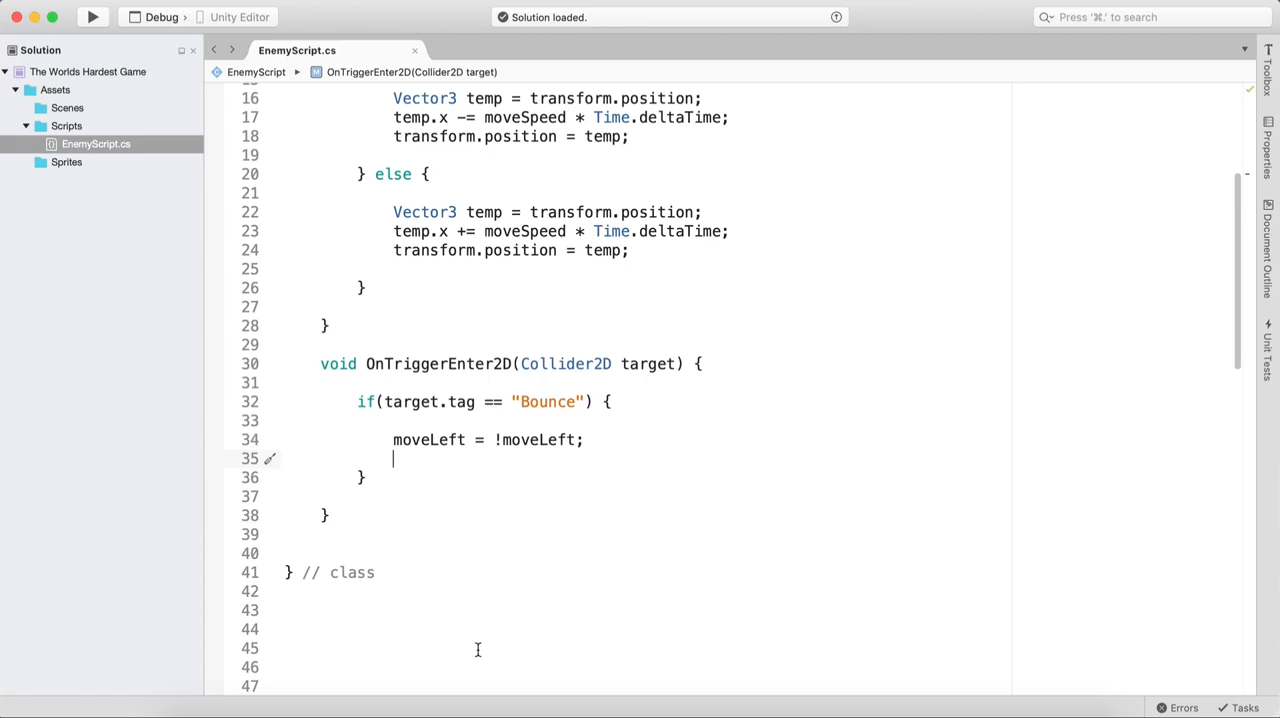 Debug › Unity Editor
Solution loaded.
Press '⌘.' to search
Solution
The Worlds Hardest Game
Assets
Scenes
Scripts
EnemyScript.cs
Sprites
EnemyScript.cs
EnemyScript ▸ OnTriggerEnter2D(Collider2D target)
16 Vector3 temp = transform.position;
17 temp.x -= moveSpeed * Time.deltaTime;
18 transform.position = temp;
19
20 } else {
21
22 Vector3 temp = transform.position;
23 temp.x += moveSpeed * Time.deltaTime;
24 transform.position = temp;
25
26 }
27
28 }
29
30 void OnTriggerEnter2D(Collider2D target) {
31
32 if(target.tag == "Bounce") {
33
34 moveLeft = !moveLeft;
35
36 }
37
38 }
39
40
41 } // class
42
43
44
45
46
47
Toolbox
Properties
Document Outline
Unit Tests
Errors
Tasks